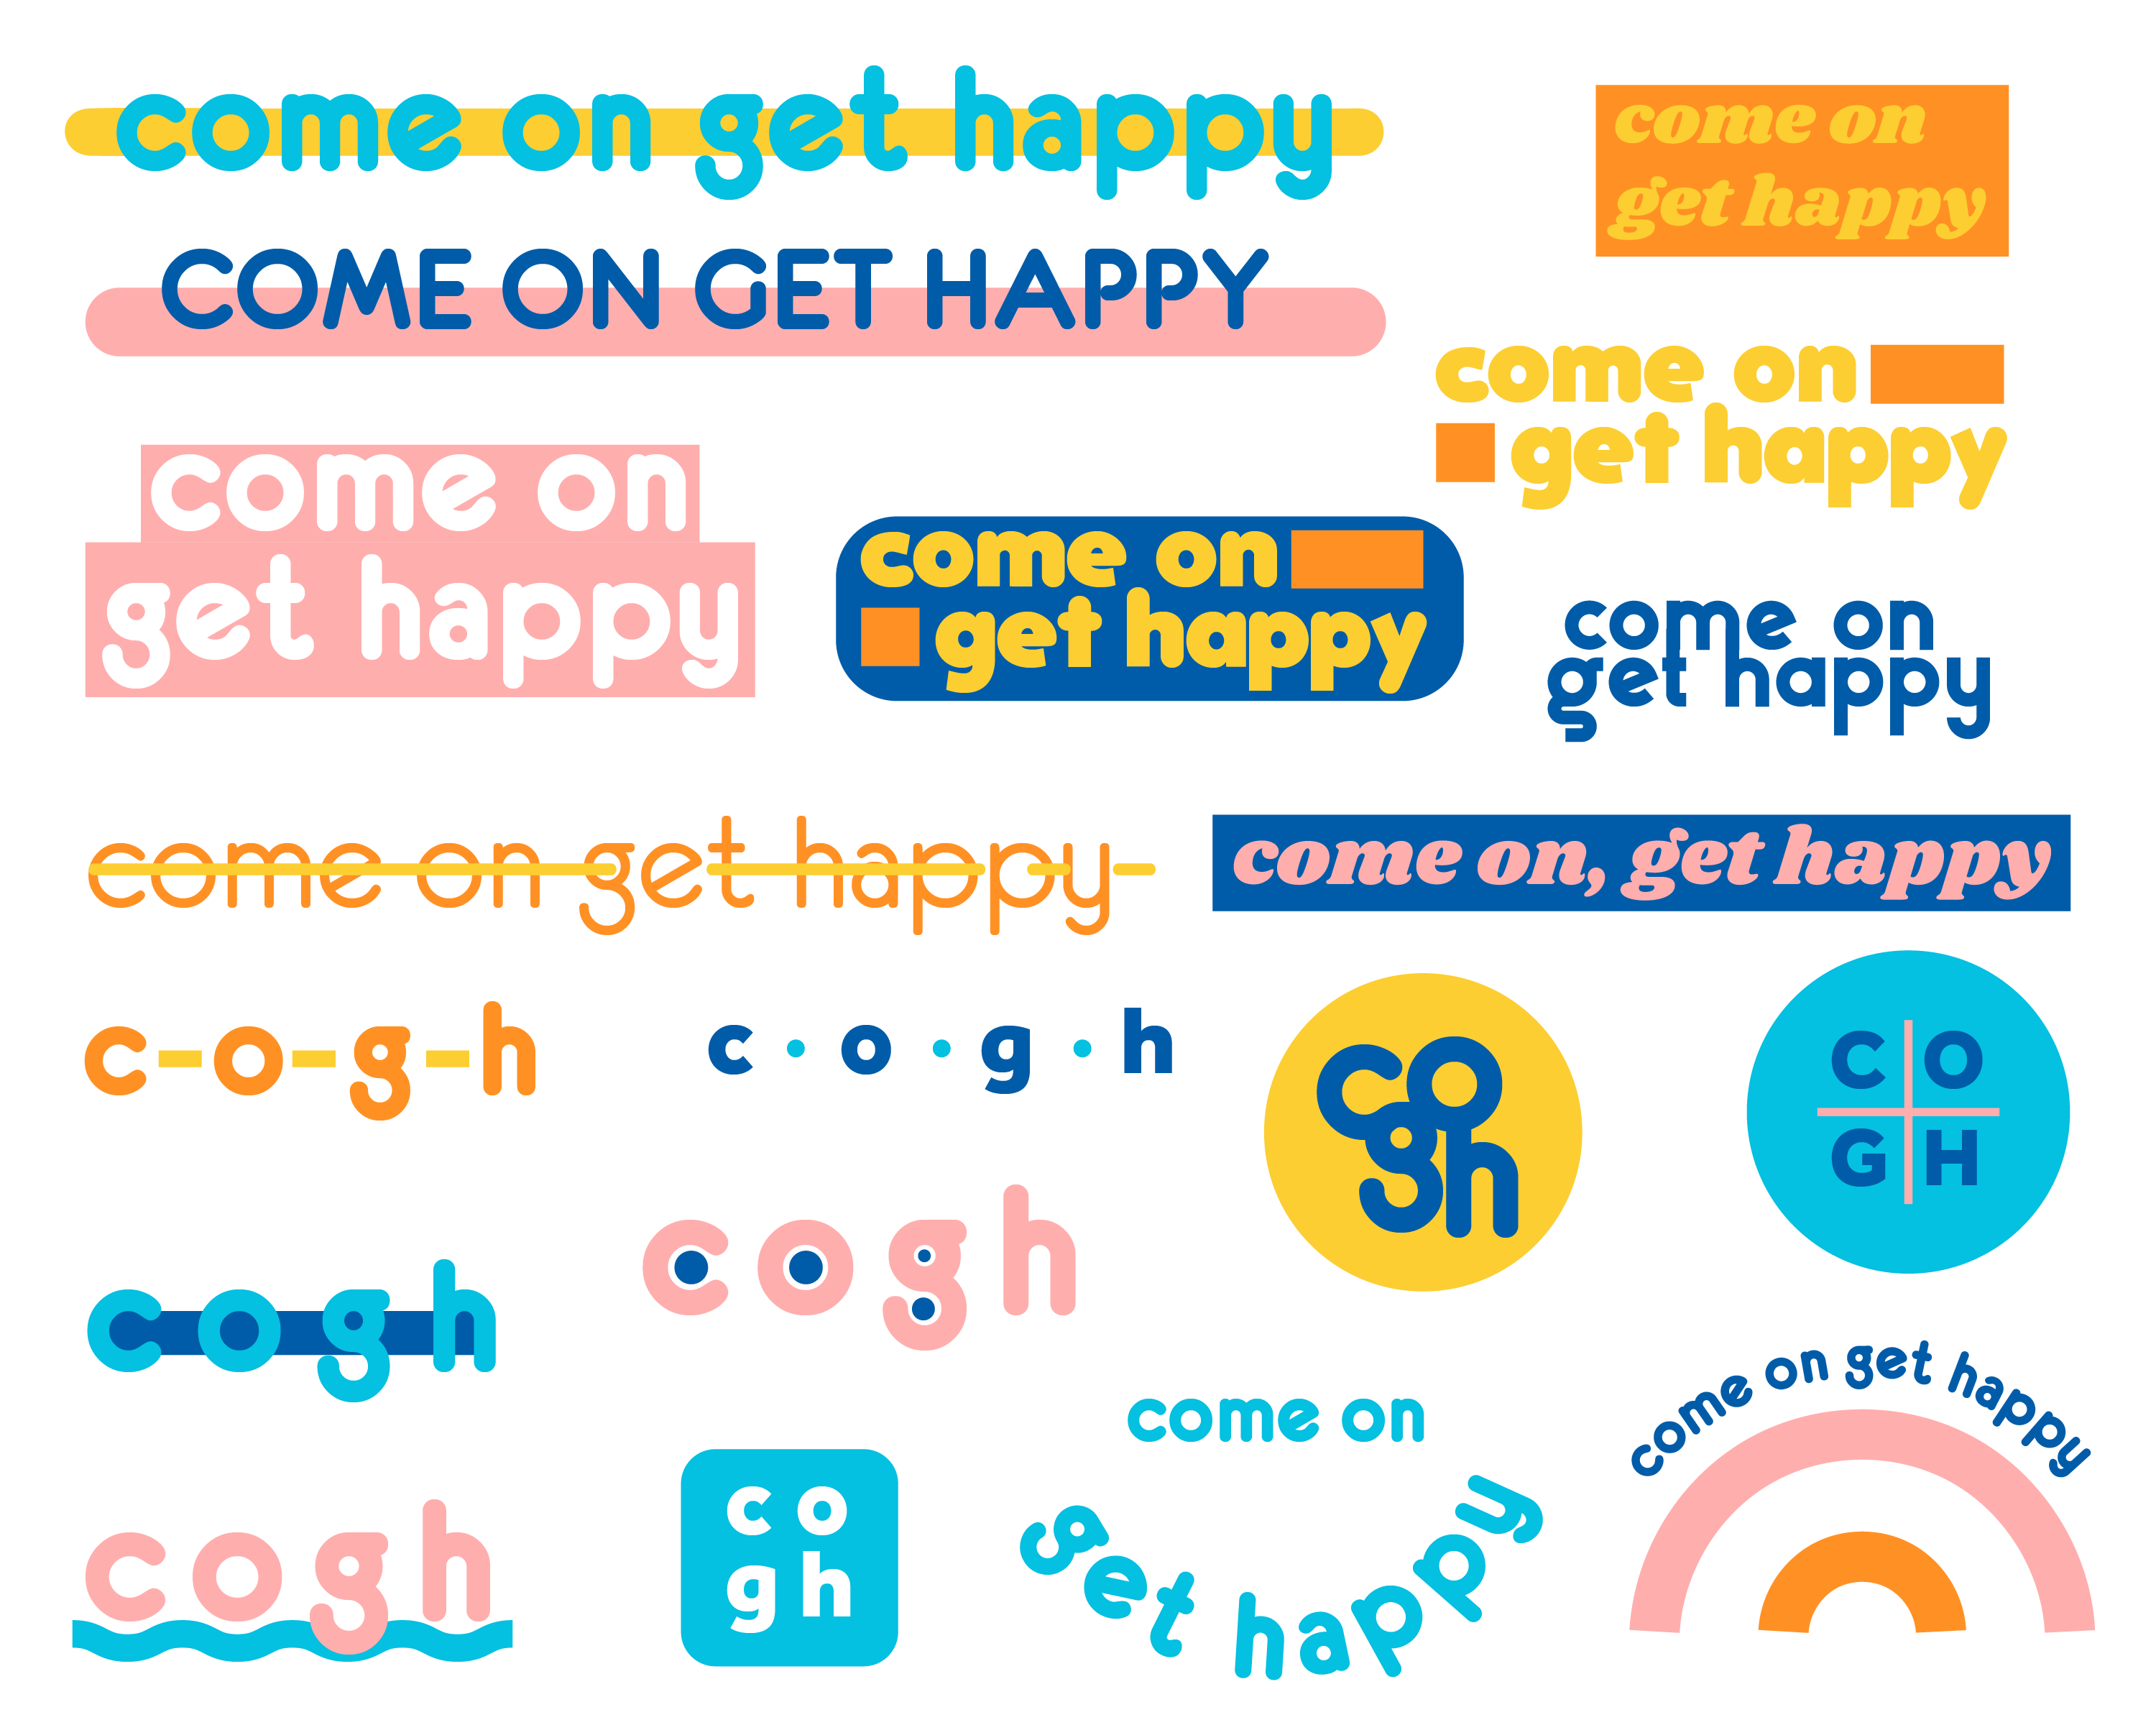 come on get happy
come on
get happy
COME ON GET HAPPY
come on
get happy
come on
get happy
come on
get happy
come on
get happy
come on get happy
come on, get happy
c-o-g-h
c · o · g · h
cogh
CO
GH
cogh
cogh
come on get happy
come on
get happy
cogh
co
gh